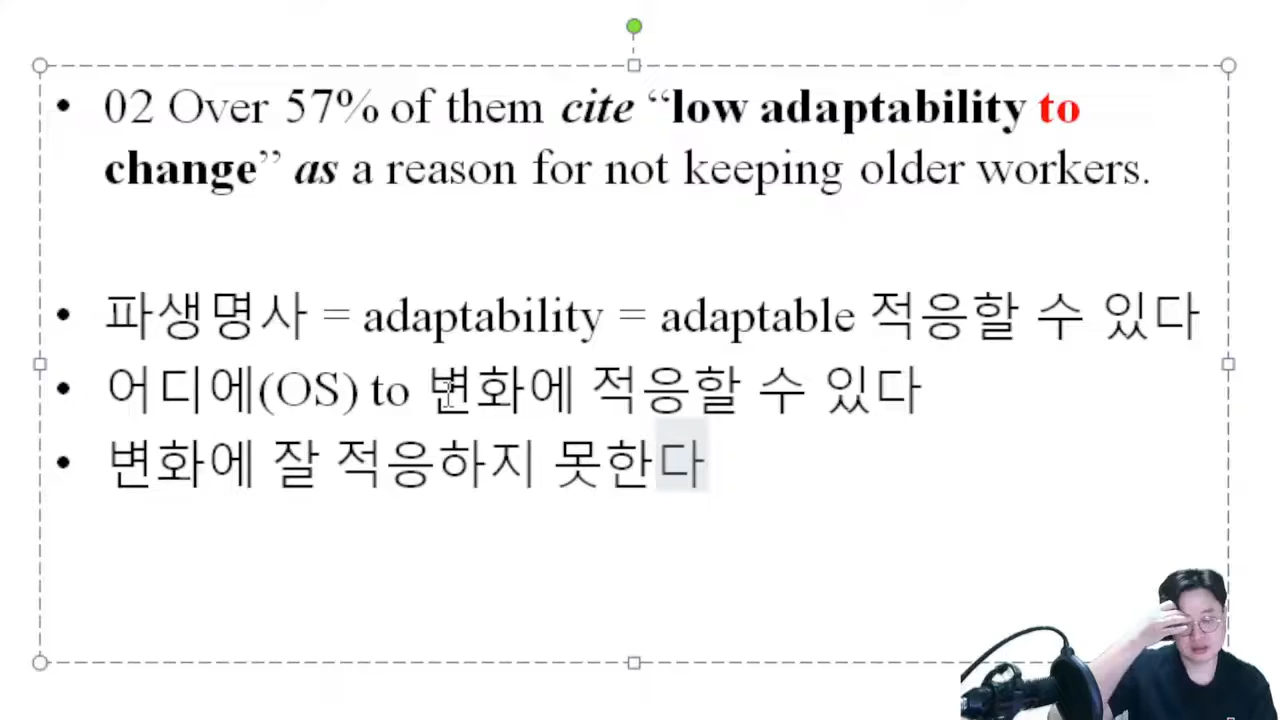 • 02 Over 57% of them cite “low adaptability to
change” as a reason for not keeping older workers.
• 파생명사 = adaptability = adaptable 적응할 수 있다
• 어디에(OS) to 변화에 적응할 수 있다
• 변화에 잘 적응하지 못한다